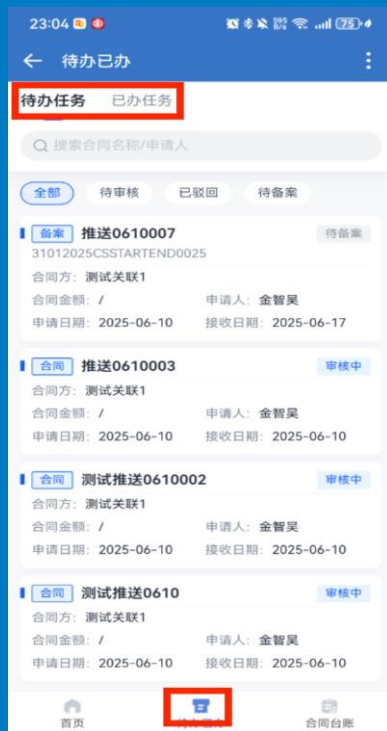 23:04 75
待办已办
待办任务 已办任务
搜索合同名称/申请人
全部 待审核 已驳回 待备案
备案 推送0610007 待备案
31012025CSSTARTEND0025
合同方: 测试关联1
合同金额: / 申请人: 金智吴
申请日期: 2025-06-10 接收日期: 2025-06-17
合同 推送0610003 审核中
合同方: 测试关联1
合同金额: / 申请人: 金智吴
申请日期: 2025-06-10 接收日期: 2025-06-10
合同 测试推送0610002 审核中
合同方: 测试关联1
合同金额: / 申请人: 金智吴
申请日期: 2025-06-10 接收日期: 2025-06-10
合同 测试推送0610 审核中
合同方: 测试关联1
合同金额: / 申请人: 金智吴
申请日期: 2025-06-10 接收日期: 2025-06-10
首页 待办已办 合同台账